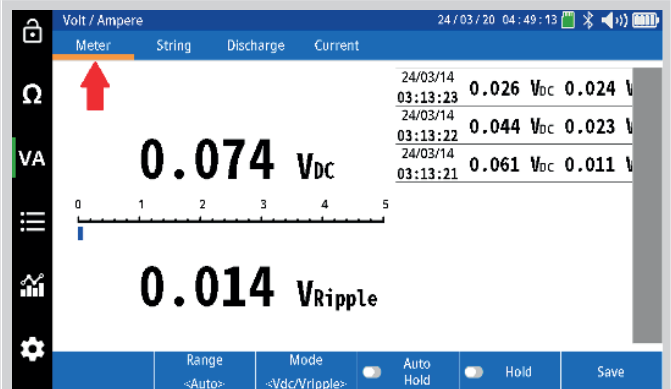 Volt / Ampere
24 / 03 / 20 04 : 49 : 13
Meter String Discharge Current
Ω
VA
0.074 VDC
0 1 2 3 4 5
0.014 VRipple
24/03/14
03:13:23 0.026 VDC 0.024 V
24/03/14
03:13:22 0.044 VDC 0.023 V
24/03/14
03:13:21 0.061 VDC 0.011 V
Range
<Auto>
Mode
<Vdc/Vripple>
Auto
Hold
Hold
Save